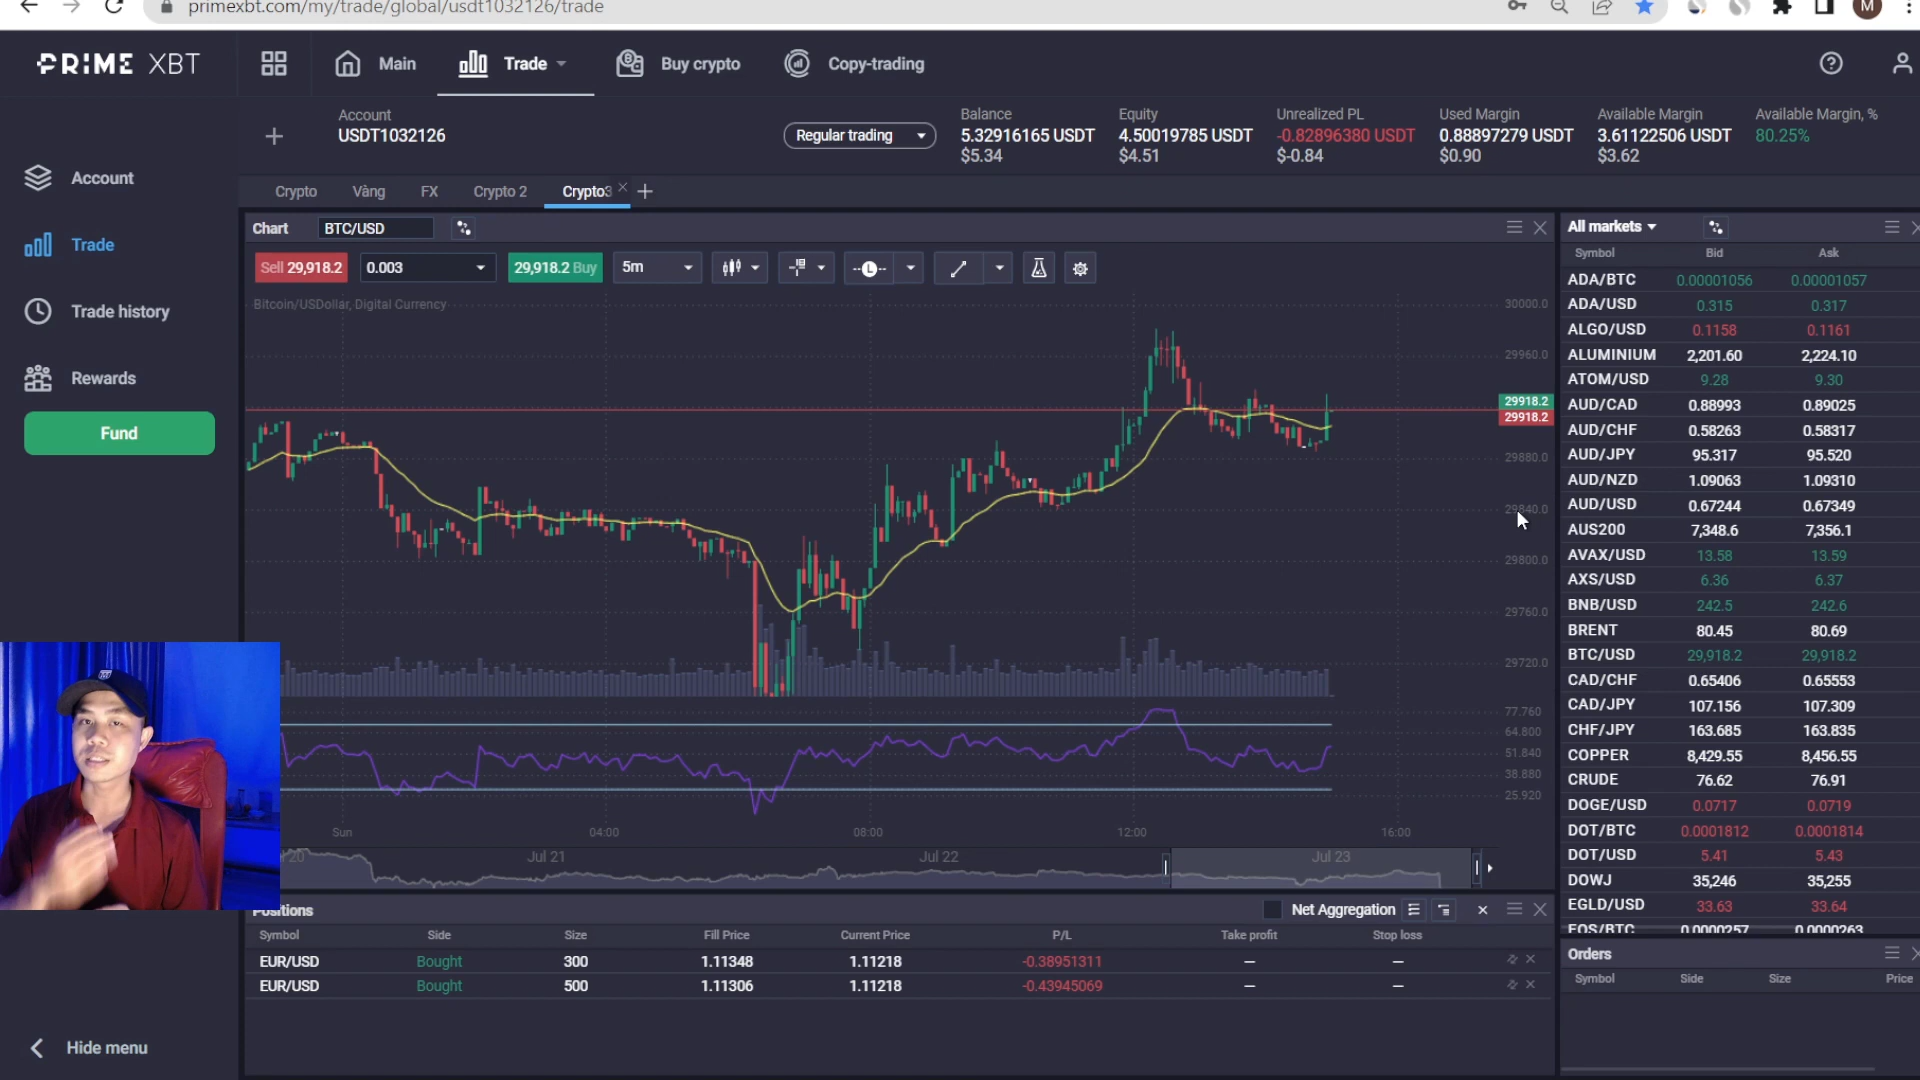 primexbt.com/my/trade/global/usdt1032126/trade
M
PRIME XBT
Main
Trade
Buy crypto
Copy-trading
Account
USDT1032126
Regular trading
Balance
5.32916165 USDT
$5.34
Equity
4.50019785 USDT
$4.51
Unrealized PL
-0.82896380 USDT
$-0.84
Used Margin
0.88897279 USDT
$0.90
Available Margin
3.61122506 USDT
$3.62
Available Margin, %
80.25%
Account
Trade
Trade history
Rewards
Fund
Hide menu
Crypto Vàng FX Crypto 2 Crypto3
Chart BTC/USD
Sell 29,918.2 0.003 29,918.2 Buy 5m
Bitcoin/USDollar, Digital Currency
30000.0
29960.0
29918.2
29918.2
29880.0
29840.0
29800.0
29760.0
29720.0
77.760
64.800
51.840
38.880
25.920
Sun 04:00 08:00 12:00 16:00
20 Jul 21 Jul 22 Jul 23
All markets
Symbol Bid Ask
ADA/BTC 0.00001056 0.00001057
ADA/USD 0.315 0.317
ALGO/USD 0.1158 0.1161
ALUMINIUM 2,201.60 2,224.10
ATOM/USD 9.28 9.30
AUD/CAD 0.88993 0.89025
AUD/CHF 0.58263 0.58317
AUD/JPY 95.317 95.520
AUD/NZD 1.09063 1.09310
AUD/USD 0.67244 0.67349
AUS200 7,348.6 7,356.1
AVAX/USD 13.58 13.59
AXS/USD 6.36 6.37
BNB/USD 242.5 242.6
BRENT 80.45 80.69
BTC/USD 29,918.2 29,918.2
CAD/CHF 0.65406 0.65553
CAD/JPY 107.156 107.309
CHF/JPY 163.685 163.835
COPPER 8,429.55 8,456.55
CRUDE 76.62 76.91
DOGE/USD 0.0717 0.0719
DOT/BTC 0.0001812 0.0001814
DOT/USD 5.41 5.43
DOWJ 35,246 35,255
EGLD/USD 33.63 33.64
EOS/BTC 0.0000257 0.0000263
Positions Net Aggregation
Symbol Side Size Fill Price Current Price P/L Take profit Stop loss
EUR/USD Bought 300 1.11348 1.11218 -0.38951311 — —
EUR/USD Bought 500 1.11306 1.11218 -0.43945069 — —
Orders
Symbol Side Size Price